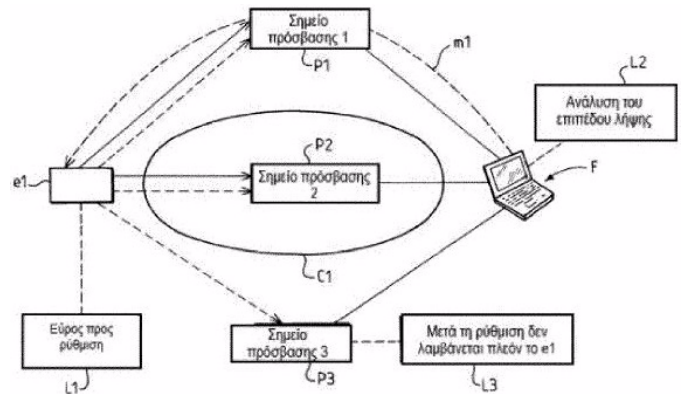 Σημείο
πρόσβασης 1
P1
m1
L2
Ανάλυση του
επιπέδου λήψης
P2
Σημείο πρόσβασης
2
e1
F
C1
Εύρος προς
ρύθμιση
L1
Σημείο
πρόσβασης 3
P3
Μετά τη ρύθμιση δεν
λαμβάνεται πλεόν το e1
L3